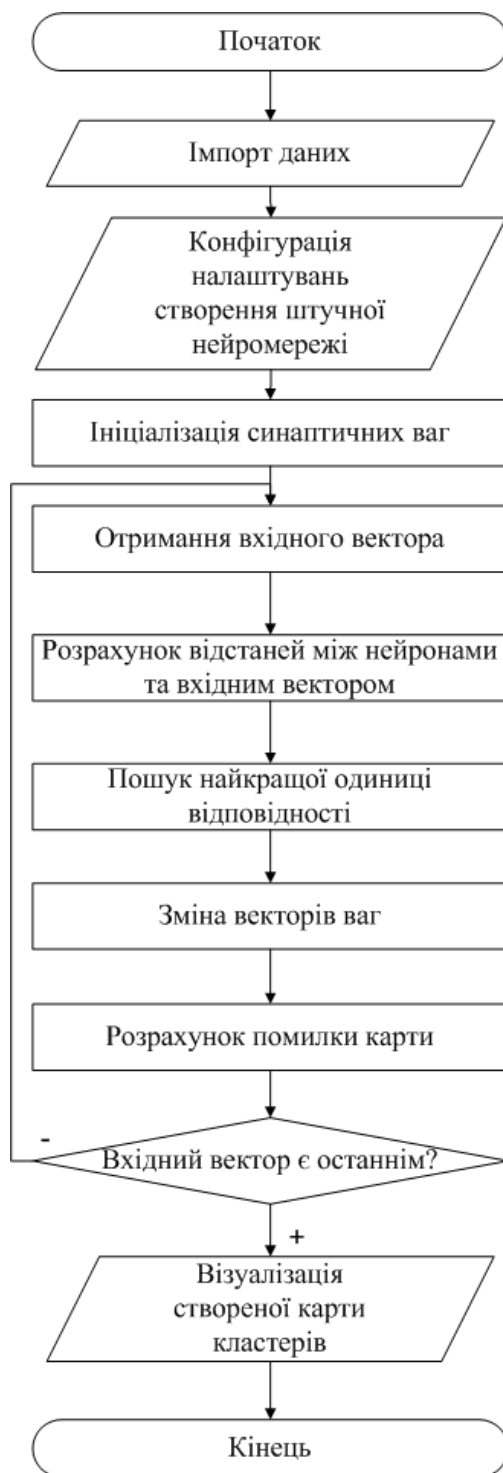 Початок
Імпорт даних
Конфігурація
налаштувань
створення штучної
нейромережі
Ініціалізація синаптичних ваг
Отримання вхідного вектора
Розрахунок відстаней між нейронами
та вхідним вектором
Пошук найкращої одиниці
відповідності
Зміна векторів ваг
Розрахунок помилки карти
-
Вхідний вектор є останнім?
+
Візуалізація
створеної карти
кластерів
Кінець